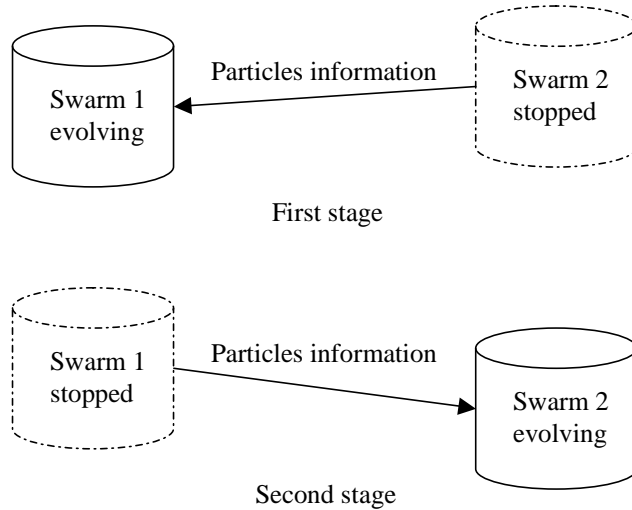 Swarm 1
evolving
Particles information
Swarm 2
stopped
First stage
Swarm 1
stopped
Particles information
Swarm 2
evolving
Second stage